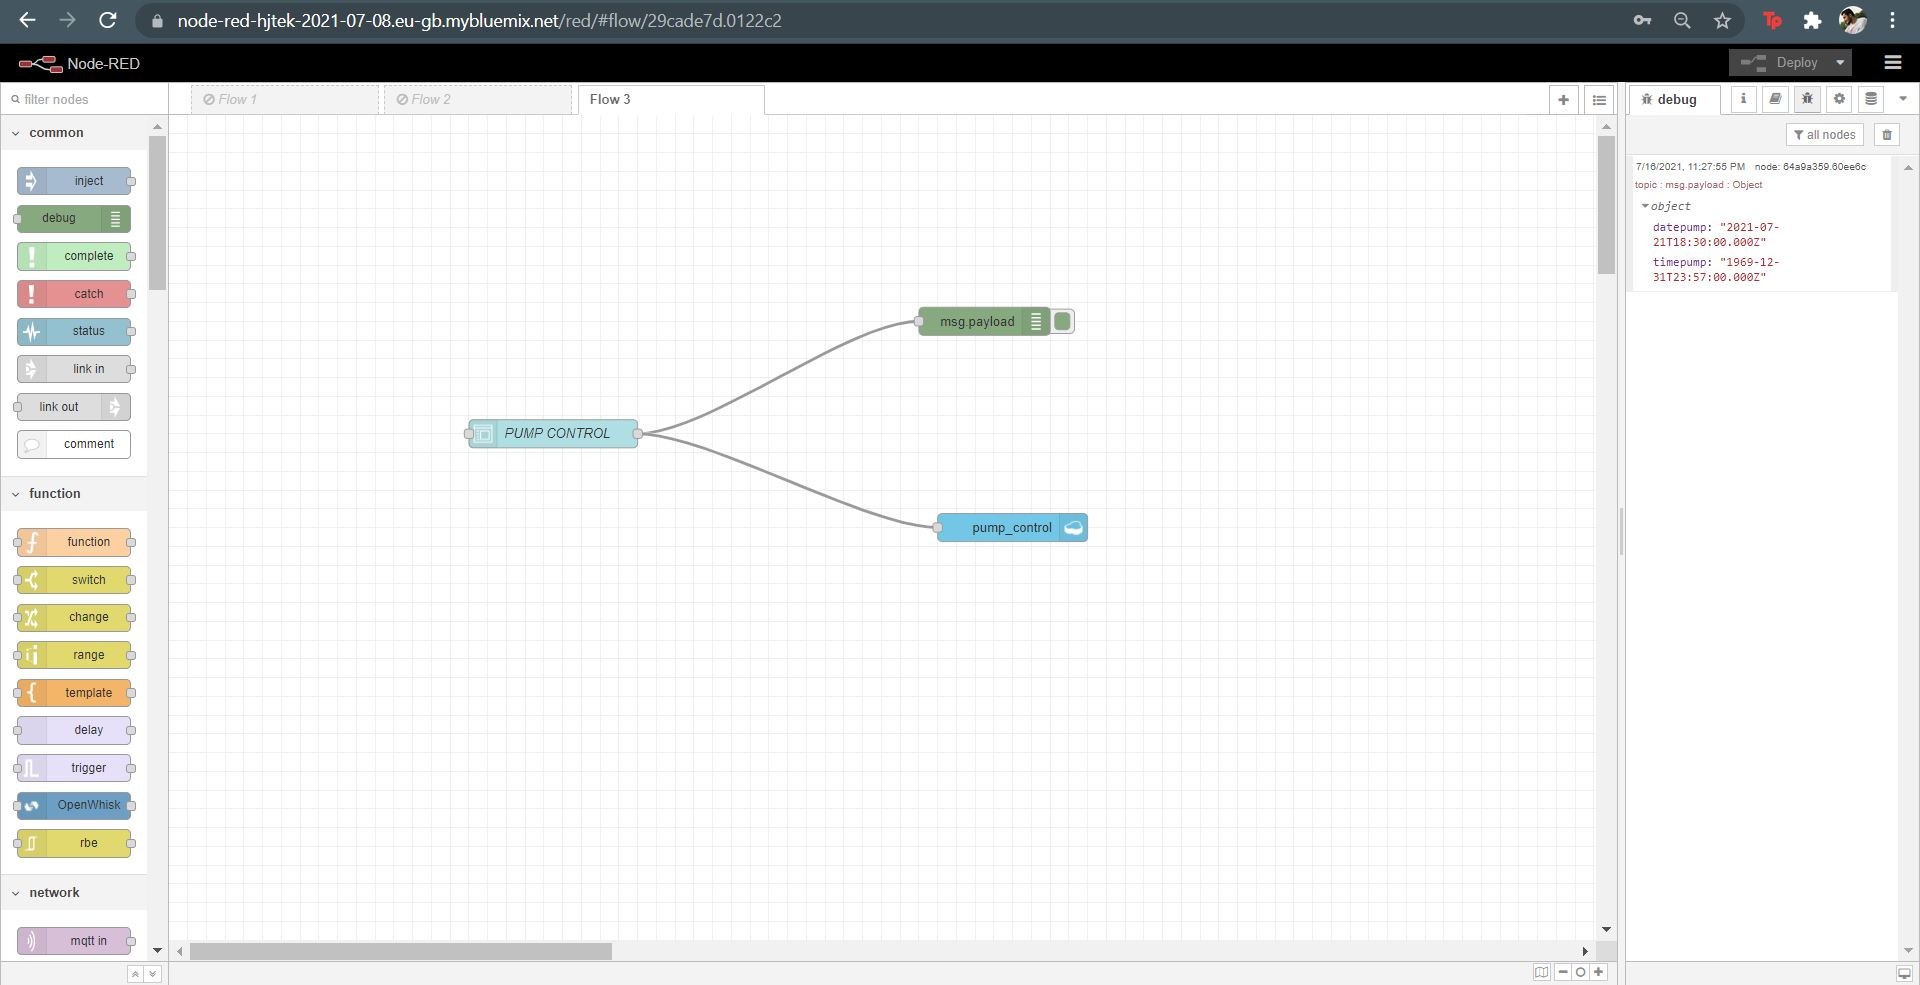 node-red-hjtek-2021-07-08.eu-gb.mybluemix.net/red/#flow/29cade7d.0122c2
Tp
Node-RED
Deploy
filter nodes
Flow 1
Flow 2
Flow 3
debug
i
common
all nodes
inject
debug
complete
catch
status
link in
link out
comment
function
function
switch
change
range
template
delay
trigger
OpenWhisk
rbe
network
mqtt in
msg.payload
PUMP CONTROL
pump_control
7/16/2021, 11:27:55 PM node: 64a9a359.60ee6c
topic : msg.payload : Object
object
datepump: "2021-07-
21T18:30:00.000Z"
timepump: "1969-12-
31T23:57:00.000Z"